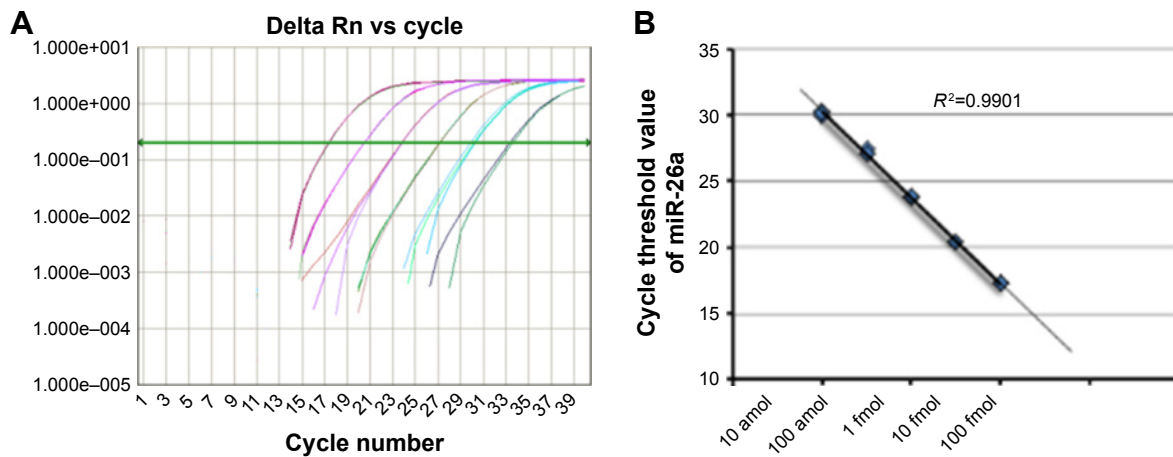 A
Delta Rn vs cycle
1.000e+001
1.000e+000
1.000e–001
1.000e–002
1.000e–003
1.000e–004
1.000e–005
1 3 5 7 9 11 13 15 17 19 21 23 25 27 29 31 33 35 37 39
Cycle number
B
Cycle threshold value
of miR-26a
35
30
25
20
15
10
R²=0.9901
10 amol
100 amol
1 fmol
10 fmol
100 fmol